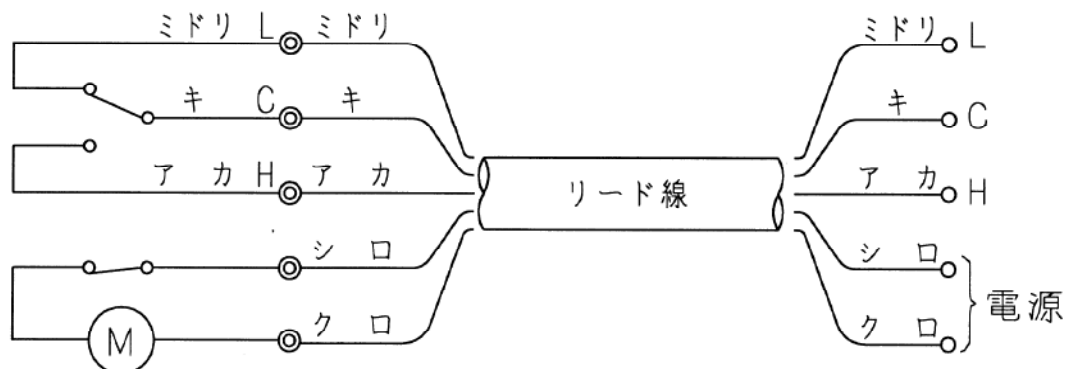 ミドリ L ミドリ ミドリ L
キ C キ キ C
アカ H アカ リード線 アカ H
シロ シロ
M クロ クロ 電源